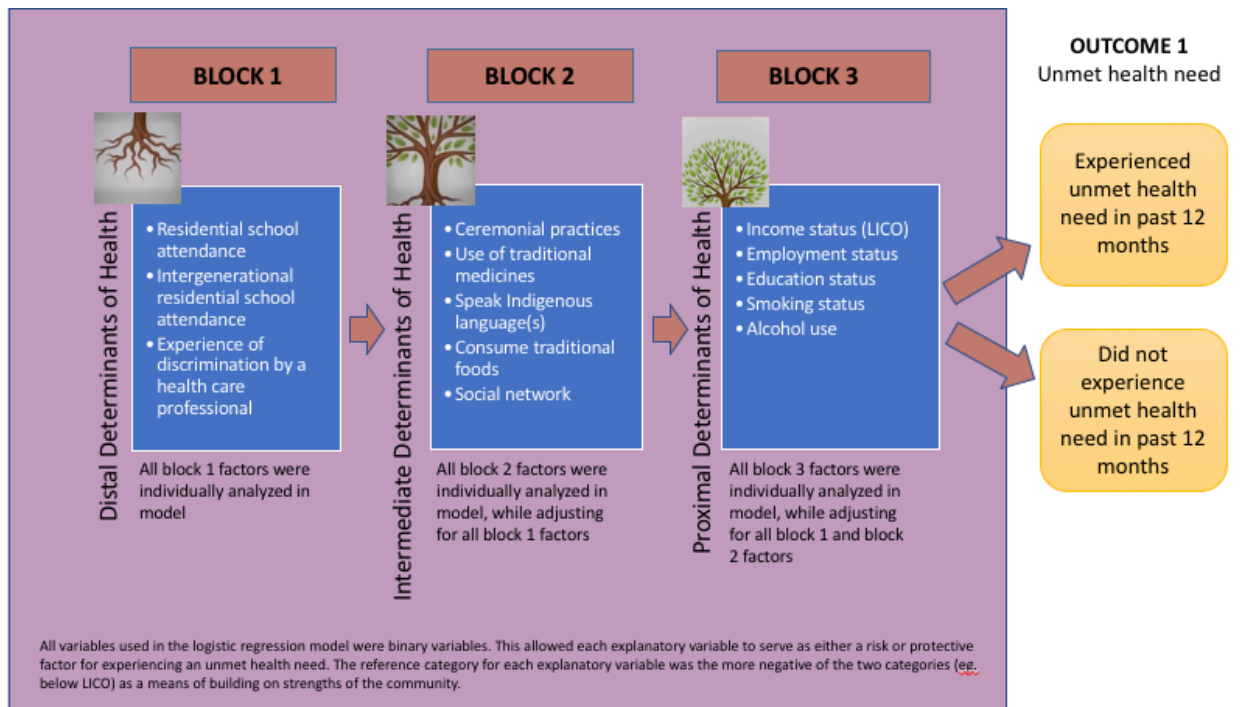 OUTCOME 1
Unmet health need
BLOCK 1
Distal Determinants of Health
• Residential school
attendance
• Intergenerational
residential school
attendance
• Experience of
discrimination by a
health care
professional
All block 1 factors were
individually analyzed in
model
BLOCK 2
Intermediate Determinants of Health
• Ceremonial practices
• Use of traditional
medicines
• Speak Indigenous
language(s)
• Consume traditional
foods
• Social network
All block 2 factors were
individually analyzed in
model, while adjusting
for all block 1 factors
BLOCK 3
Proximal Determinants of Health
• Income status (LICO)
• Employment status
• Education status
• Smoking status
• Alcohol use
All block 3 factors were
individually analyzed in
model, while adjusting
for all block 1 and block
2 factors
Experienced
unmet health
need in past 12
months
Did not
experience
unmet health
need in past 12
months
All variables used in the logistic regression model were binary variables. This allowed each explanatory variable to serve as either a risk or protective
factor for experiencing an unmet health need. The reference category for each explanatory variable was the more negative of the two categories (eg.
below LICO) as a means of building on strengths of the community.